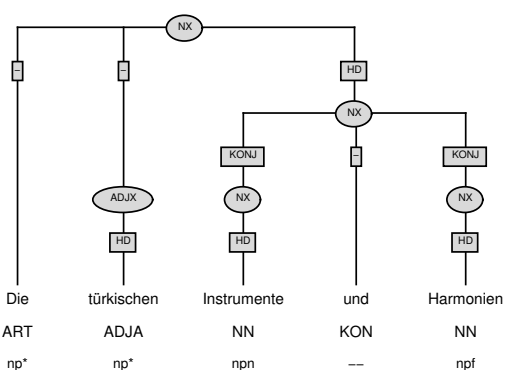 NX
– – HD
NX
KONJ – KONJ
ADJX NX NX
HD HD HD
Die türkischen Instrumente und Harmonien
ART ADJA NN KON NN
np* np* npn –– npf